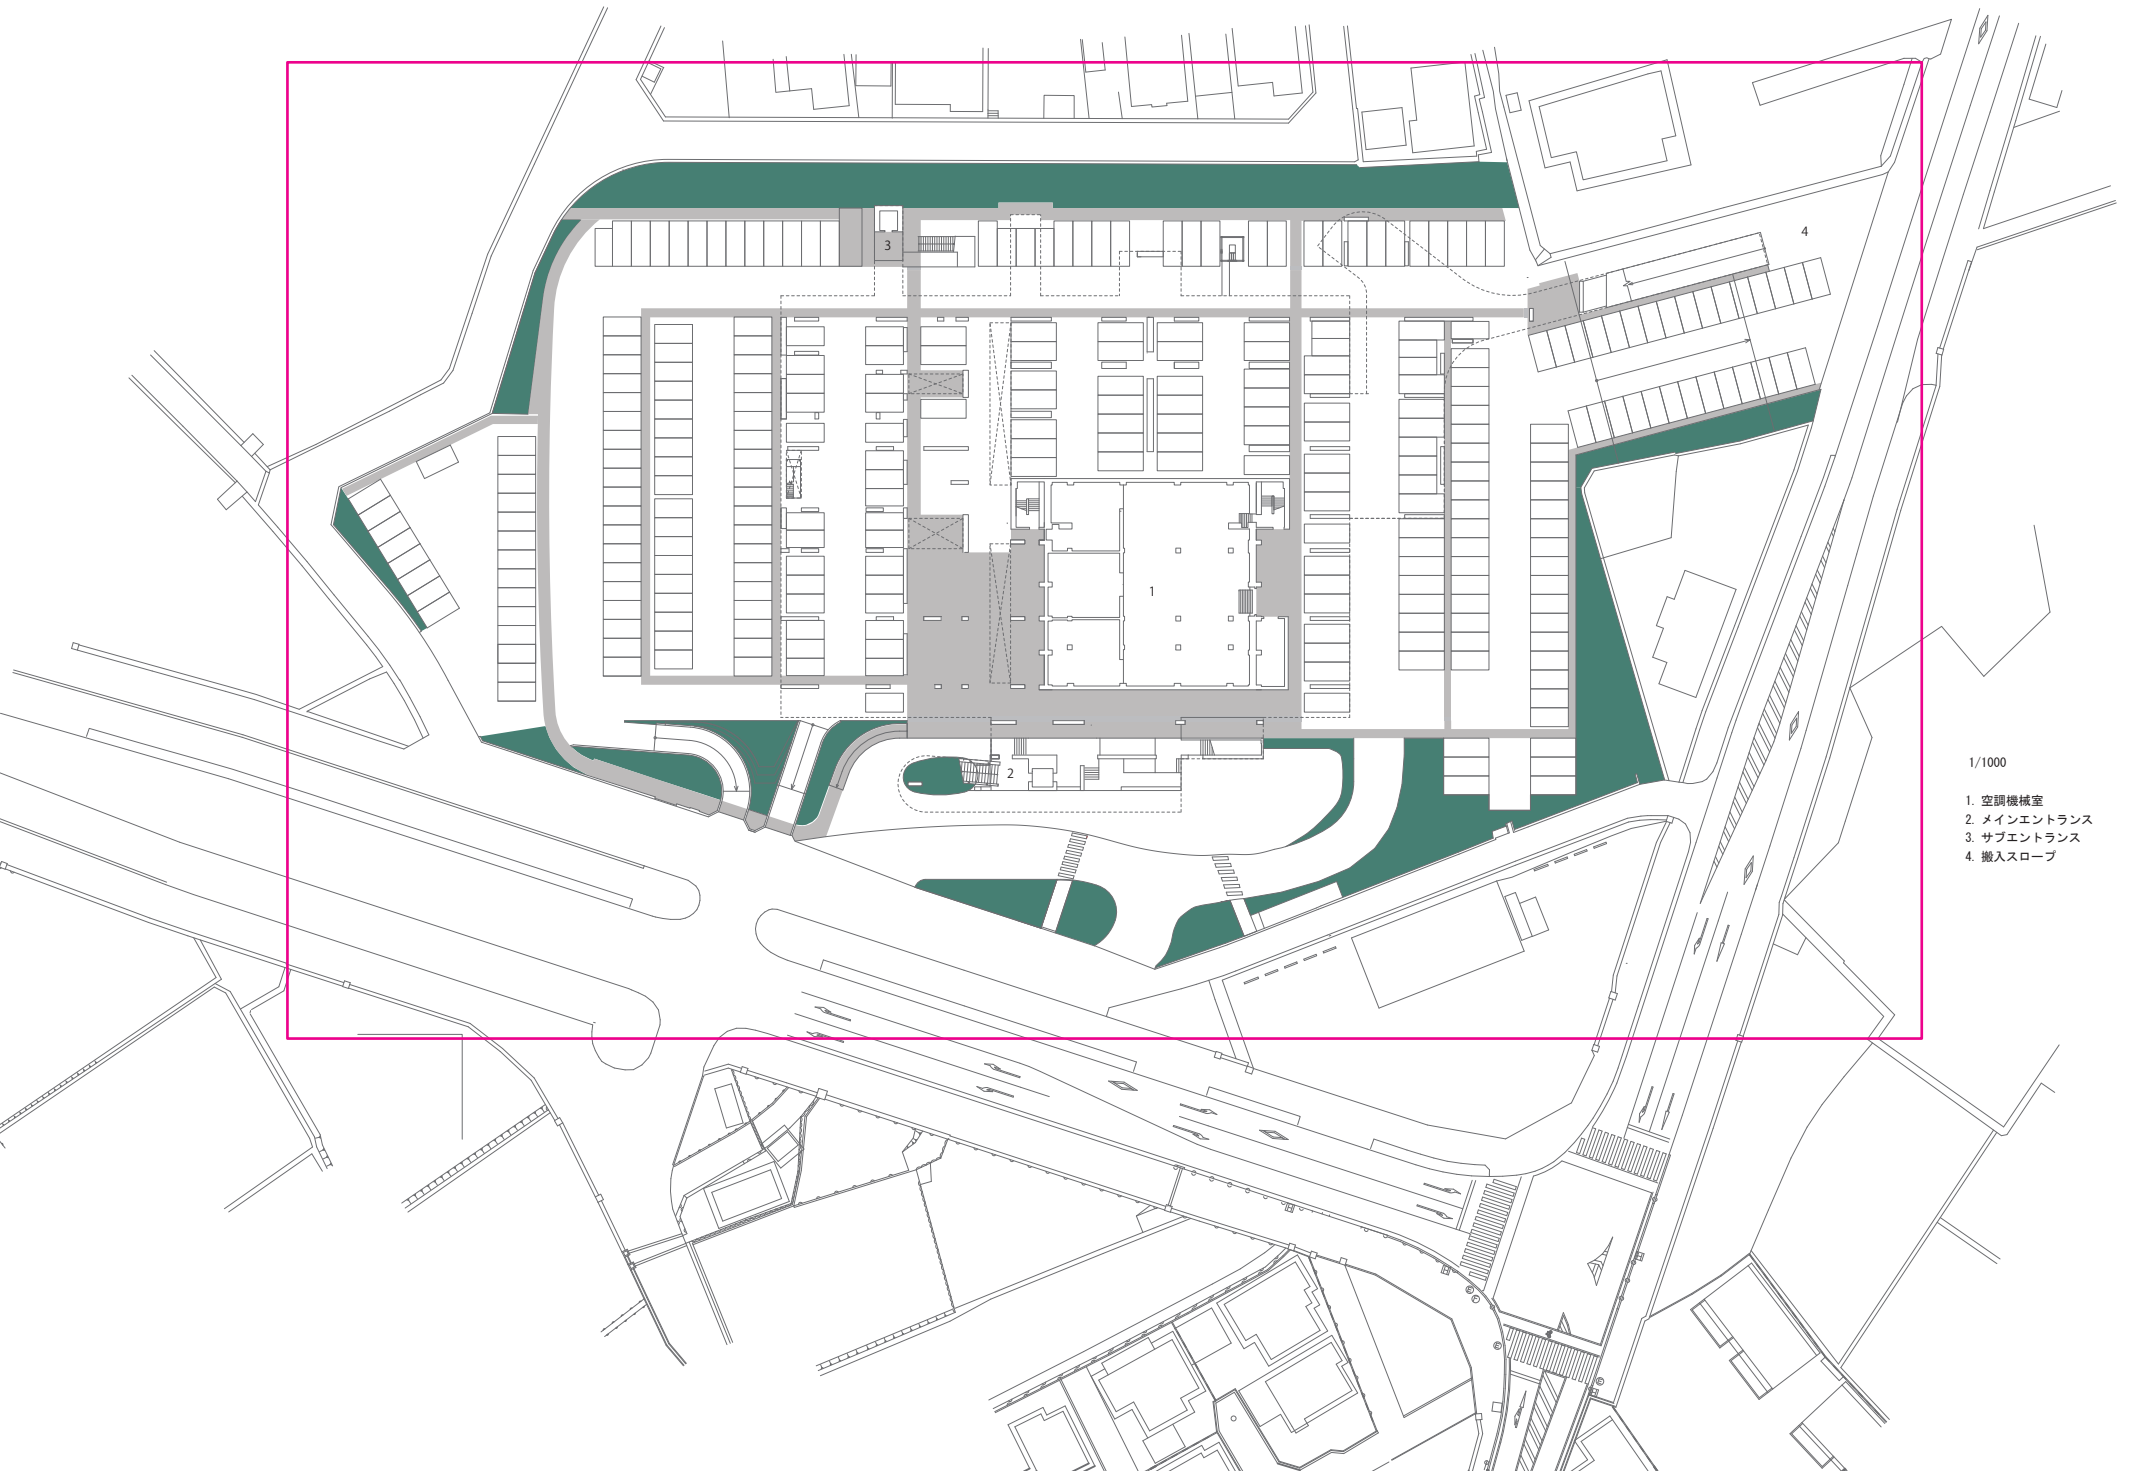 3
4
1
2
1/1000
1. 空調機械室
2. メインエントランス
3. サブエントランス
4. 搬入スロープ